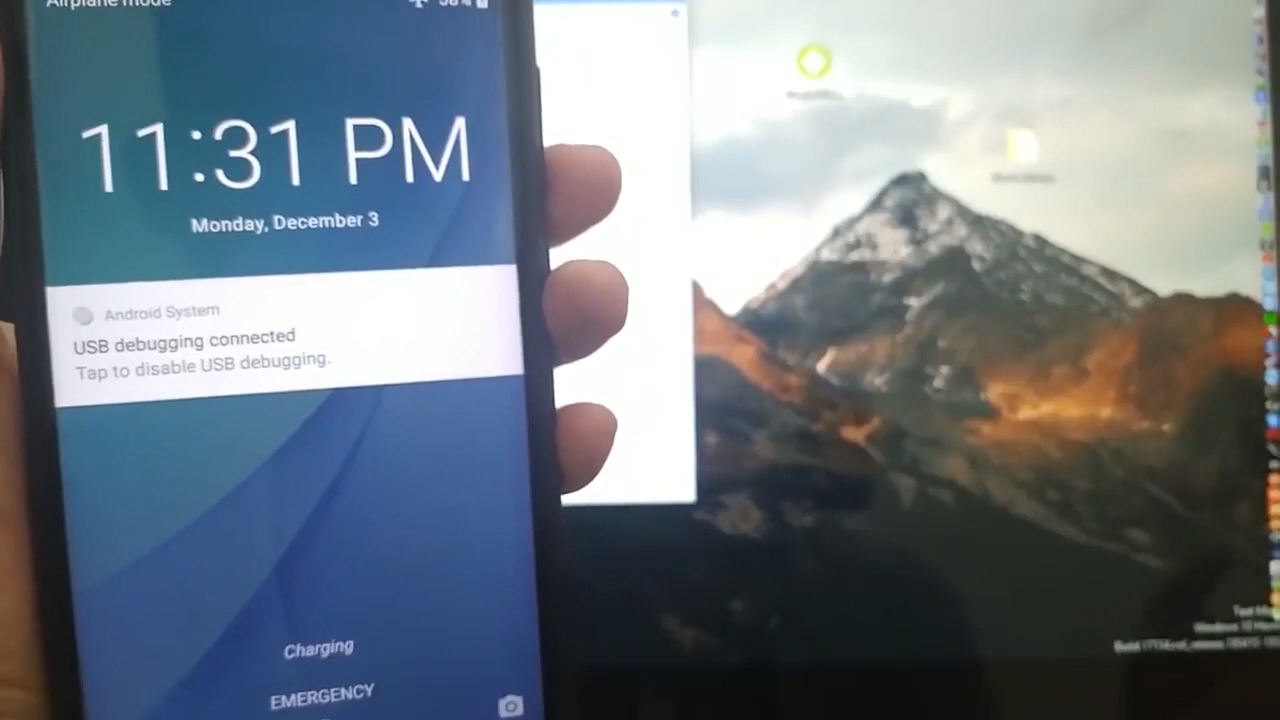 Airplane mode
11:31 PM
Monday, December 3
Android System
USB debugging connected
Tap to disable USB debugging.
Charging
EMERGENCY